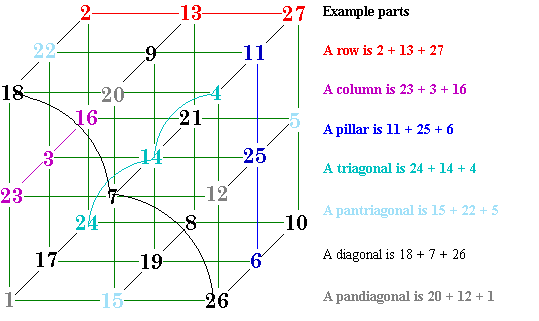 2 13 27
22 9 11
18 20 4
16 21 5
3 14 25
23 7 12
24 8 10
17 19 6
1 15 26
Example parts
A row is 2 + 13 + 27
A column is 23 + 3 + 16
A pillar is 11 + 25 + 6
A triagonal is 24 + 14 + 4
A pantriagonal is 15 + 22 + 5
A diagonal is 18 + 7 + 26
A pandiagonal is 20 + 12 + 1